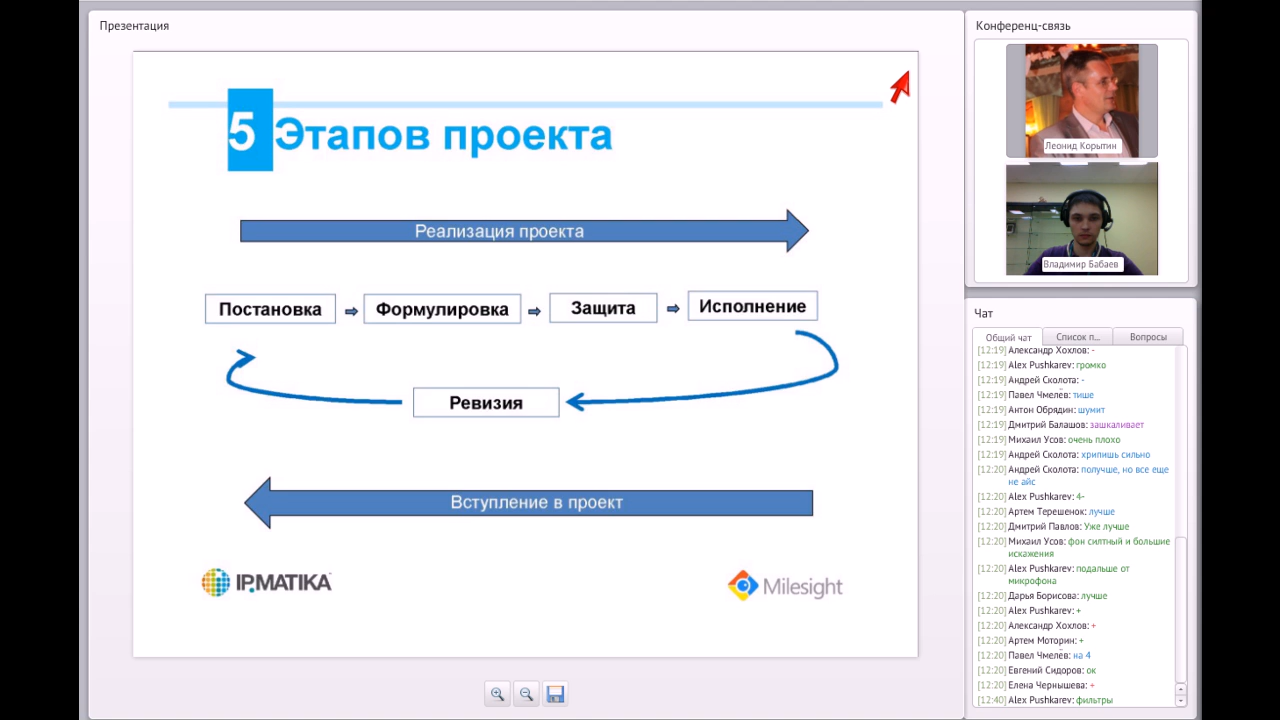 Презентация
5 Этапов проекта
Реализация проекта
Постановка
Формулировка
Защита
Исполнение
Ревизия
Вступление в проект
IPMATIKA
Milesight
Конференц-связь
Леонид Корытин
Владимир Бабаев
Чат
Общий чат
Список п...
Вопросы
[12:19] Александр Хохлов: -
[12:19] Alex Pushkarev: громко
[12:19] Андрей Сколота: -
[12:19] Павел Чмелёв: тише
[12:19] Антон Обрядин: шумит
[12:19] Дмитрий Балашов: зашкаливает
[12:19] Михаил Усов: очень плохо
[12:19] Андрей Сколота: хрипишь сильно
[12:20] Андрей Сколота: получше, но все еще
не айс
[12:20] Alex Pushkarev: 4-
[12:20] Артем Терешенок: лучше
[12:20] Дмитрий Павлов: Уже лучше
[12:20] Михаил Усов: фон силтный и большие
искажения
[12:20] Alex Pushkarev: подальше от
микрофона
[12:20] Дарья Борисова: лучше
[12:20] Alex Pushkarev: +
[12:20] Александр Хохлов: +
[12:20] Артем Моторин: +
[12:20] Павел Чмелёв: на 4
[12:20] Евгений Сидоров: ок
[12:20] Елена Чернышева: +
[12:40] Alex Pushkarev: фильтры